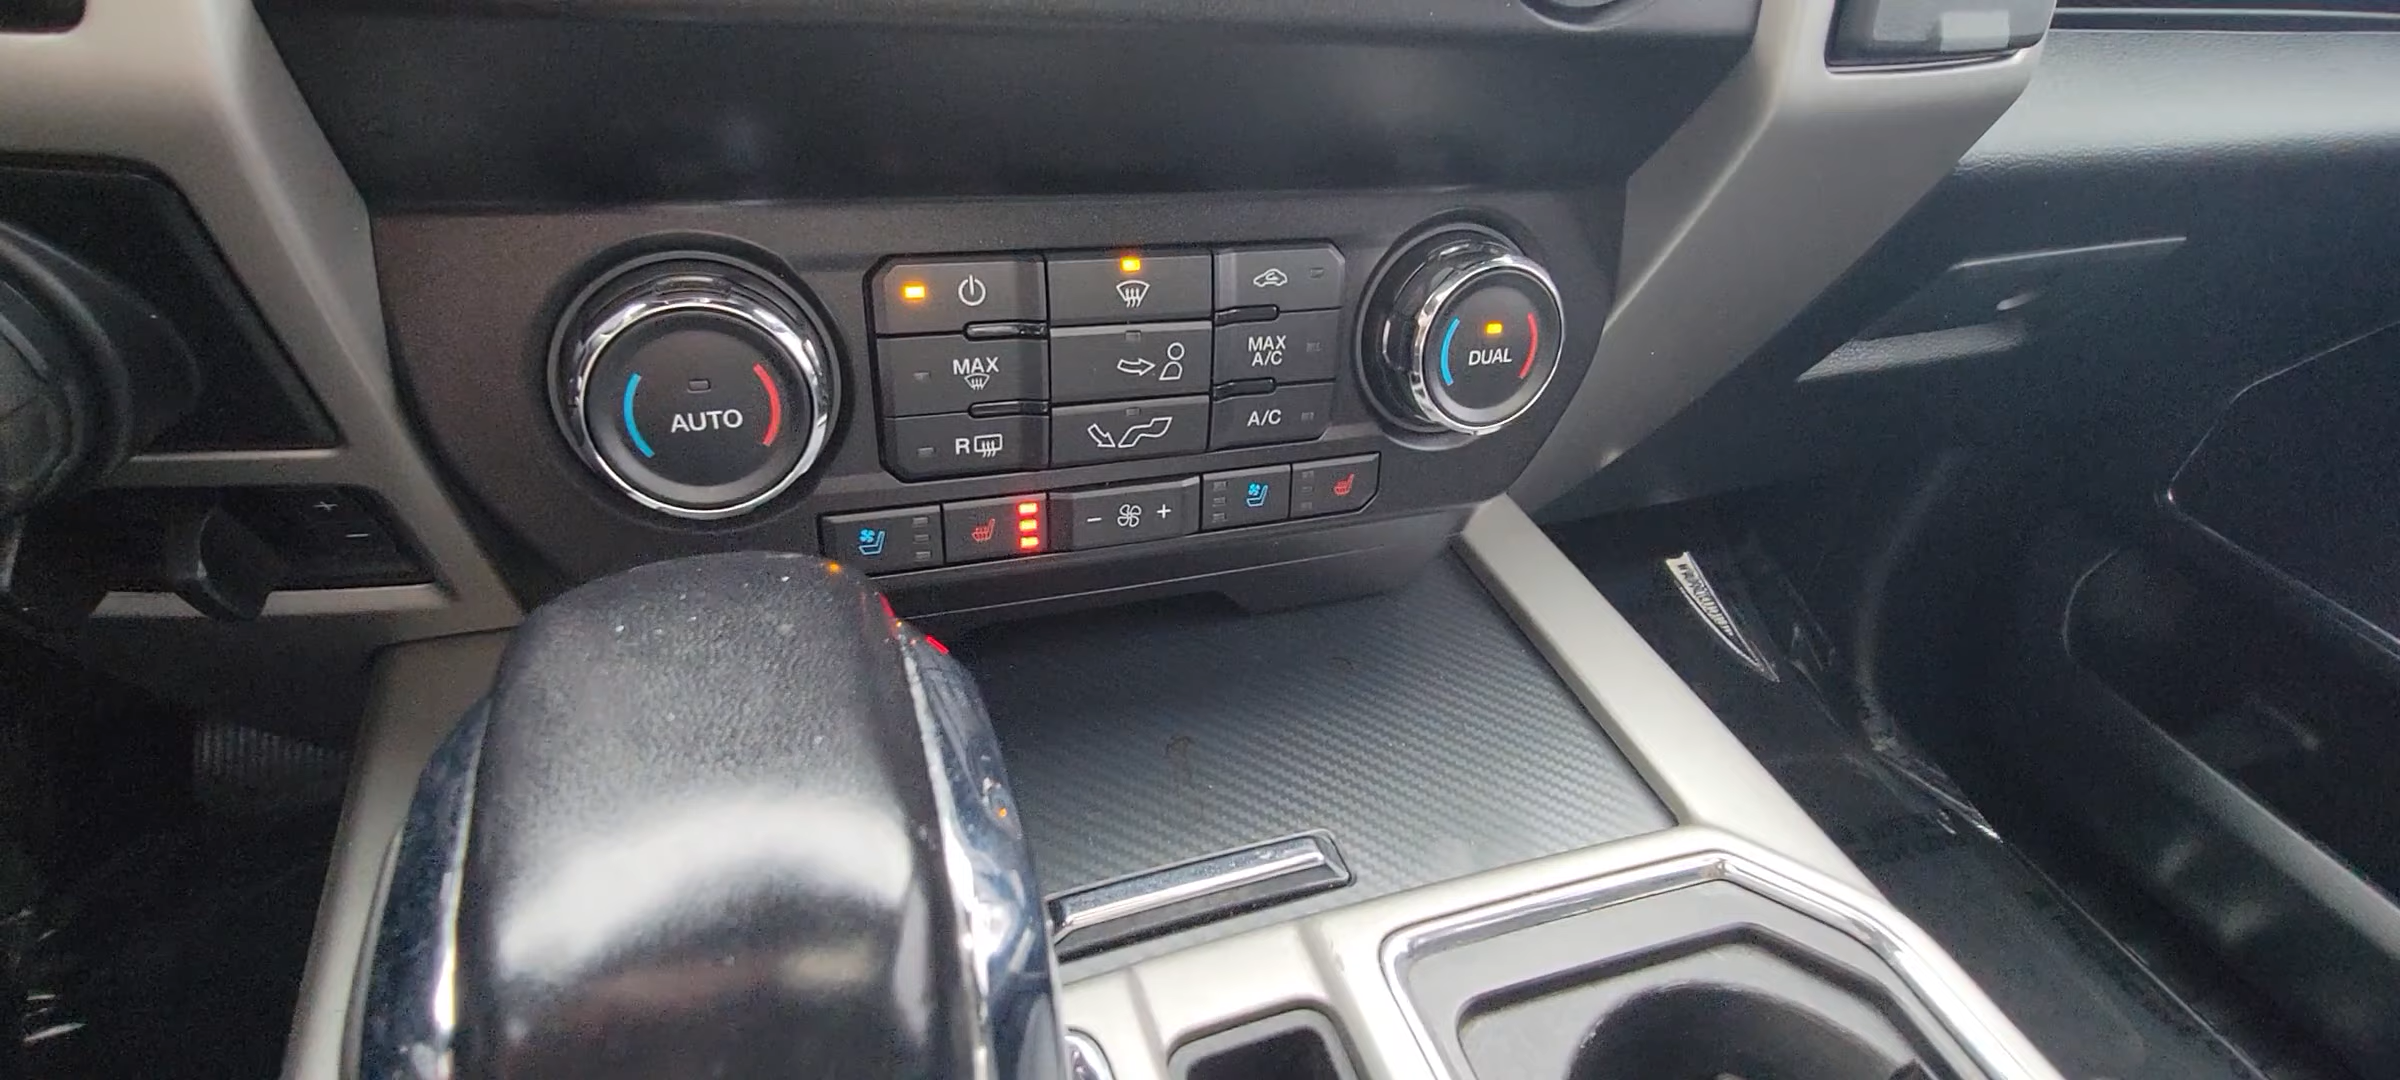 AUTO
MAX
R
MAX
A/C
A/C
DUAL
- +
+
-